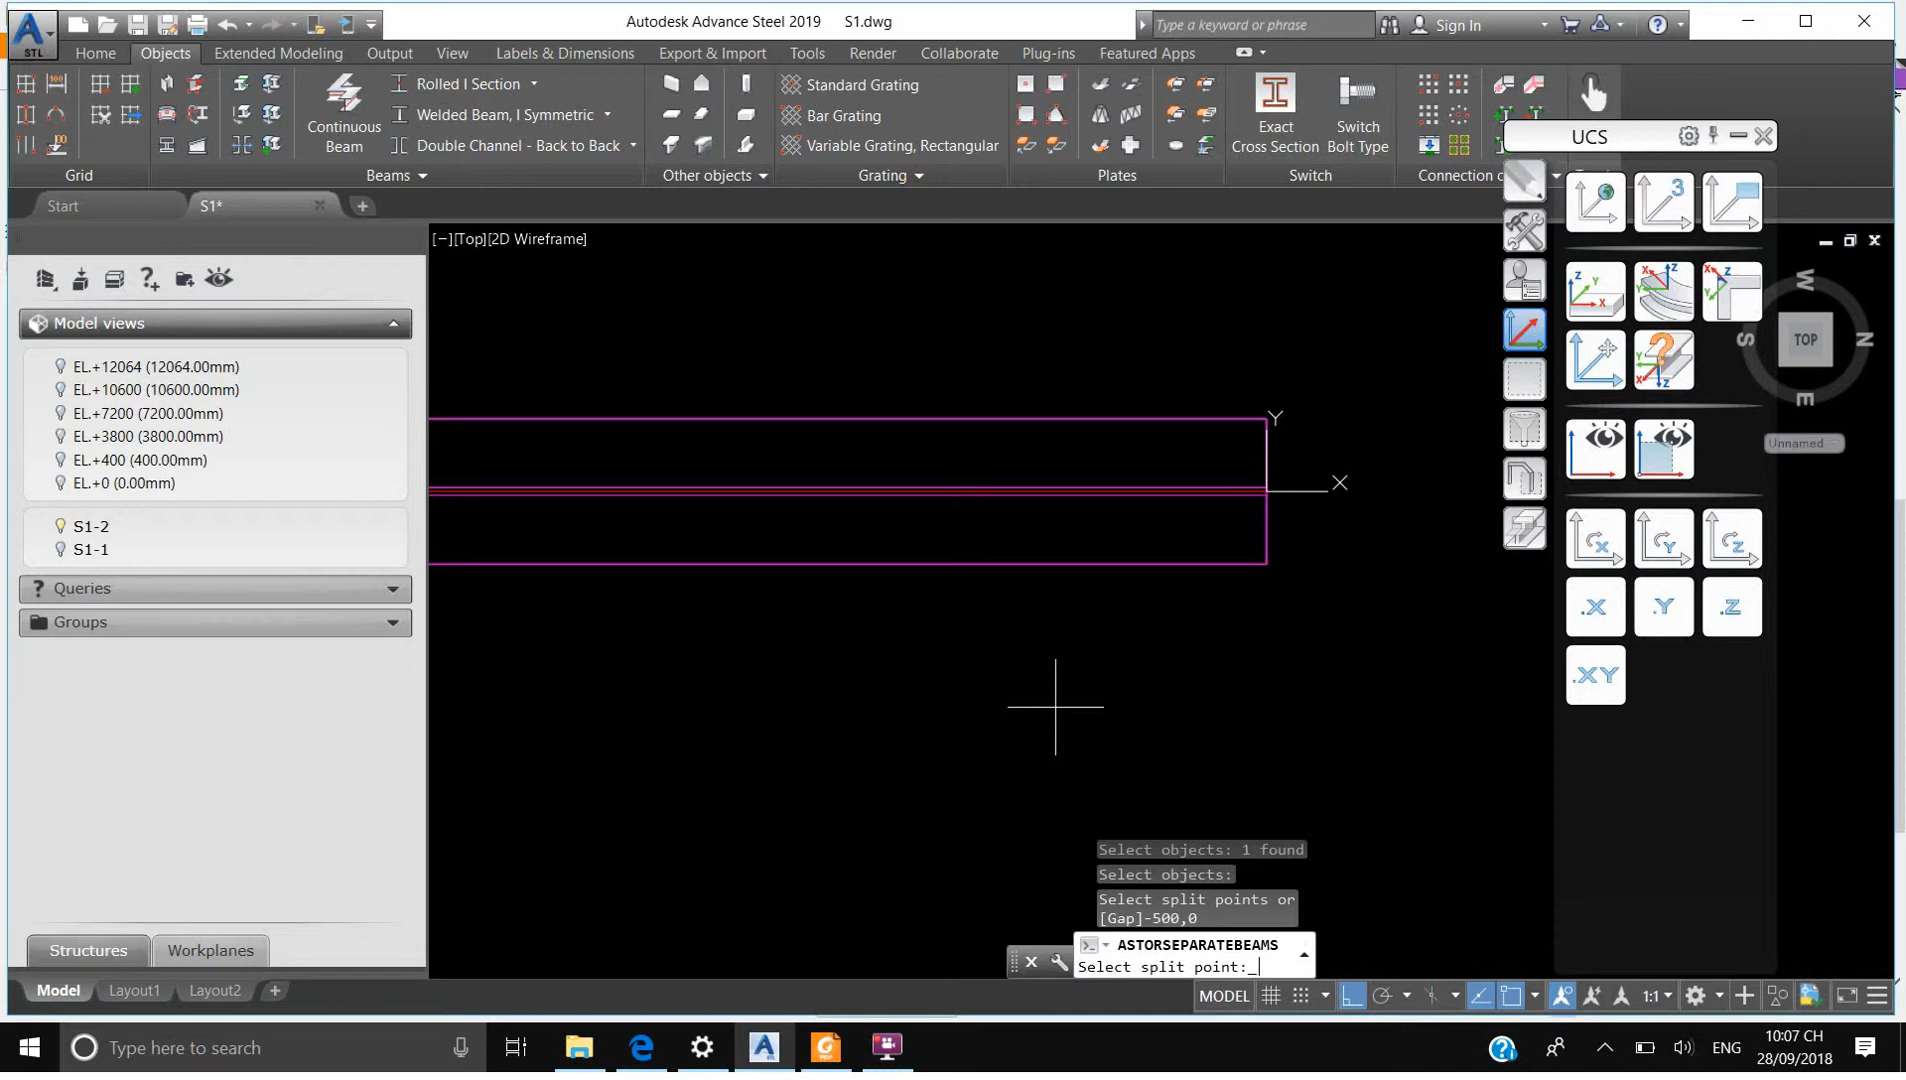 Autodesk Advance Steel 2019 S1.dwg
Type a keyword or phrase
Sign In
STL
Home Objects Extended Modeling Output View Labels & Dimensions Export & Import Tools Render Collaborate Plug-ins Featured Apps
Continuous Beam
Rolled I Section
Welded Beam, I Symmetric
Double Channel - Back to Back
Standard Grating
Bar Grating
Variable Grating, Rectangular
Exact Cross Section
Switch Bolt Type
Grid Beams Other objects Grating Plates Switch
UCS
Start S1*
[−][Top][2D Wireframe]
Model views
EL.+12064 (12064.00mm)
EL.+10600 (10600.00mm)
EL.+7200 (7200.00mm)
EL.+3800 (3800.00mm)
EL.+400 (400.00mm)
EL.+0 (0.00mm)
S1-2
S1-1
Queries
Groups
Y
X
W
S TOP N
E
Unnamed
3
.X .Y .Z
.XY
Select objects: 1 found
Select objects:
Select split points or
[Gap]-500,0
ASTORSEPARATEBEAMS
Select split point:
Structures Workplanes
Model Layout1 Layout2
MODEL 1:1
Type here to search
ENG
10:07 CH
28/09/2018